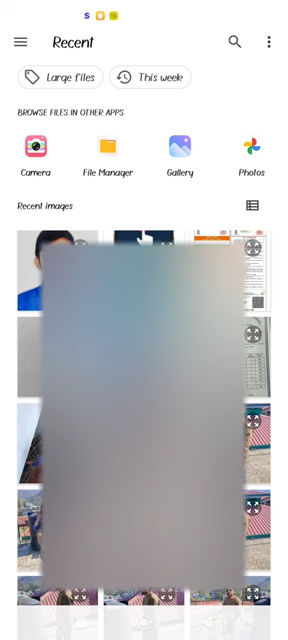 Recent
Large files
This week
BROWSE FILES IN OTHER APPS
Camera
File Manager
Gallery
Photos
Recent images